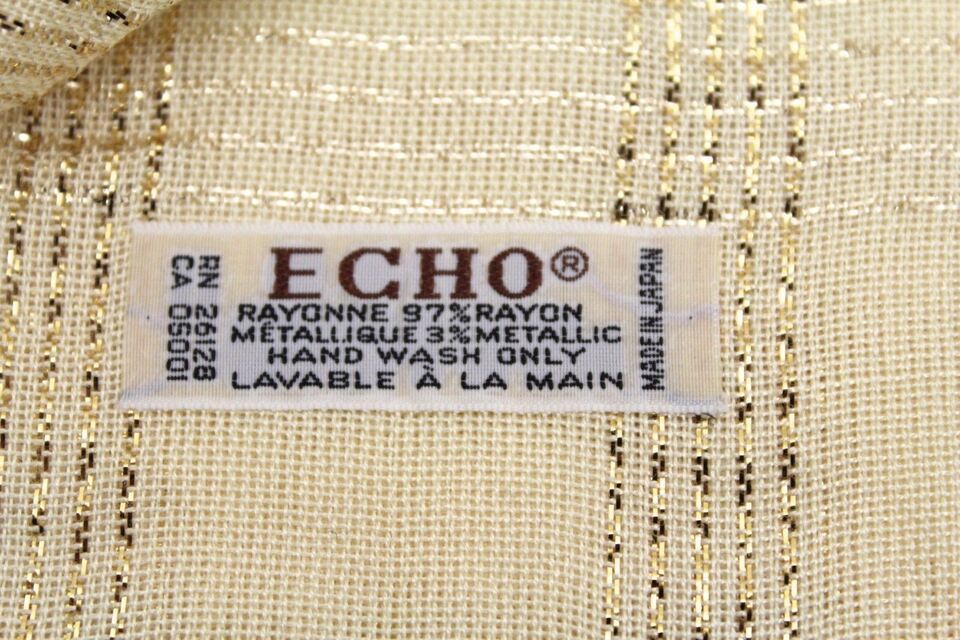 ECHO®
RAYONNE 97% RAYON
MÉTALLIQUE 3% METALLIC
HAND WASH ONLY
LAVABLE À LA MAIN
RN 26128
CA 05001
MADE IN JAPAN